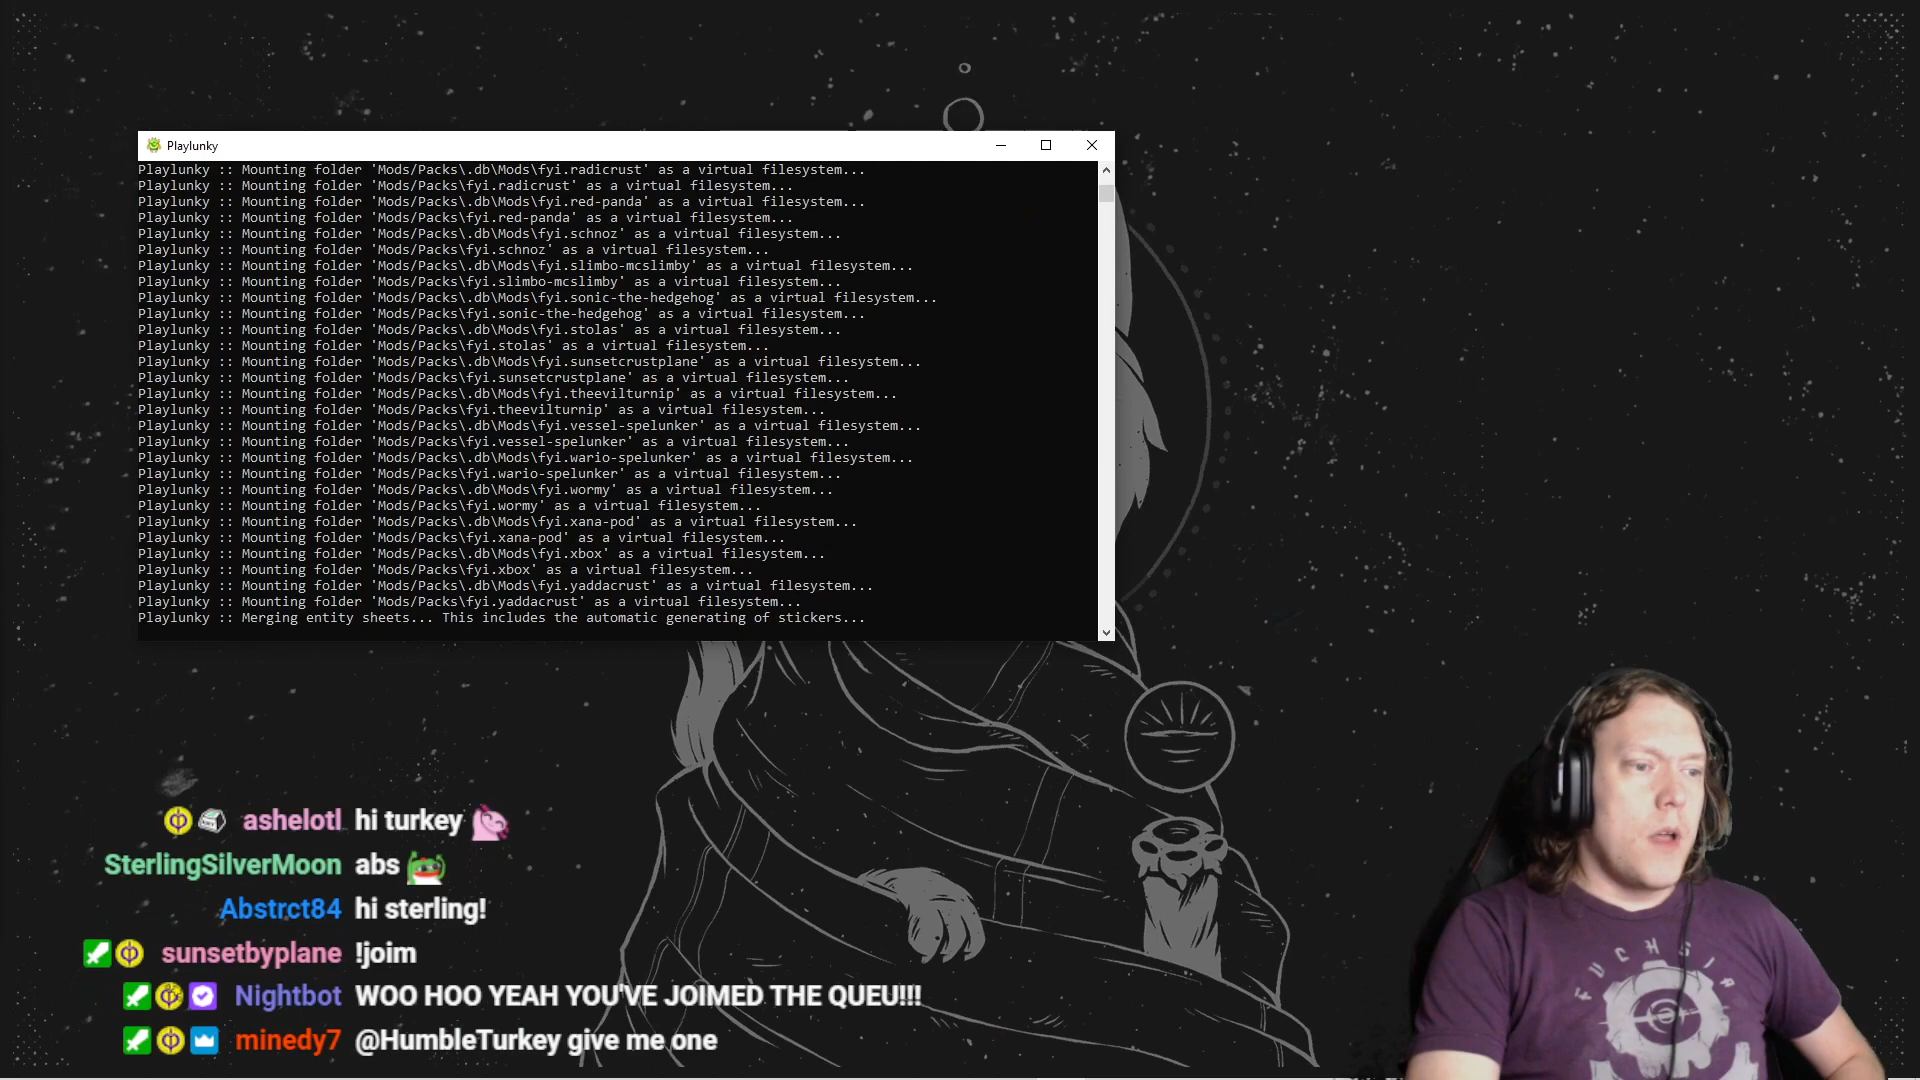 Playlunky
Playlunky :: Mounting folder 'Mods/Packs\.db\Mods\fyi.radicrust' as a virtual filesystem...
Playlunky :: Mounting folder 'Mods/Packs\fyi.radicrust' as a virtual filesystem...
Playlunky :: Mounting folder 'Mods/Packs\.db\Mods\fyi.red-panda' as a virtual filesystem...
Playlunky :: Mounting folder 'Mods/Packs\fyi.red-panda' as a virtual filesystem...
Playlunky :: Mounting folder 'Mods/Packs\.db\Mods\fyi.schnoz' as a virtual filesystem...
Playlunky :: Mounting folder 'Mods/Packs\fyi.schnoz' as a virtual filesystem...
Playlunky :: Mounting folder 'Mods/Packs\.db\Mods\fyi.slimbo-mcslimby' as a virtual filesystem...
Playlunky :: Mounting folder 'Mods/Packs\fyi.slimbo-mcslimby' as a virtual filesystem...
Playlunky :: Mounting folder 'Mods/Packs\.db\Mods\fyi.sonic-the-hedgehog' as a virtual filesystem...
Playlunky :: Mounting folder 'Mods/Packs\fyi.sonic-the-hedgehog' as a virtual filesystem...
Playlunky :: Mounting folder 'Mods/Packs\.db\Mods\fyi.stolas' as a virtual filesystem...
Playlunky :: Mounting folder 'Mods/Packs\fyi.stolas' as a virtual filesystem...
Playlunky :: Mounting folder 'Mods/Packs\.db\Mods\fyi.sunsetcrustplane' as a virtual filesystem...
Playlunky :: Mounting folder 'Mods/Packs\fyi.sunsetcrustplane' as a virtual filesystem...
Playlunky :: Mounting folder 'Mods/Packs\.db\Mods\fyi.theevilturnip' as a virtual filesystem...
Playlunky :: Mounting folder 'Mods/Packs\fyi.theevilturnip' as a virtual filesystem...
Playlunky :: Mounting folder 'Mods/Packs\.db\Mods\fyi.vessel-spelunker' as a virtual filesystem...
Playlunky :: Mounting folder 'Mods/Packs\fyi.vessel-spelunker' as a virtual filesystem...
Playlunky :: Mounting folder 'Mods/Packs\.db\Mods\fyi.wario-spelunker' as a virtual filesystem...
Playlunky :: Mounting folder 'Mods/Packs\fyi.wario-spelunker' as a virtual filesystem...
Playlunky :: Mounting folder 'Mods/Packs\.db\Mods\fyi.wormy' as a virtual filesystem...
Playlunky :: Mounting folder 'Mods/Packs\fyi.wormy' as a virtual filesystem...
Playlunky :: Mounting folder 'Mods/Packs\.db\Mods\fyi.xana-pod' as a virtual filesystem...
Playlunky :: Mounting folder 'Mods/Packs\fyi.xana-pod' as a virtual filesystem...
Playlunky :: Mounting folder 'Mods/Packs\.db\Mods\fyi.xbox' as a virtual filesystem...
Playlunky :: Mounting folder 'Mods/Packs\fyi.xbox' as a virtual filesystem...
Playlunky :: Mounting folder 'Mods/Packs\.db\Mods\fyi.yaddacrust' as a virtual filesystem...
Playlunky :: Mounting folder 'Mods/Packs\fyi.yaddacrust' as a virtual filesystem...
Playlunky :: Merging entity sheets... This includes the automatic generating of stickers...
ashelotl hi turkey
SterlingSilverMoon abs
Abstrct84 hi sterling!
sunsetbyplane !joim
Nightbot WOO HOO YEAH YOU'VE JOIMED THE QUEU!!!
minedy7 @HumbleTurkey give me one
FUCHSIA